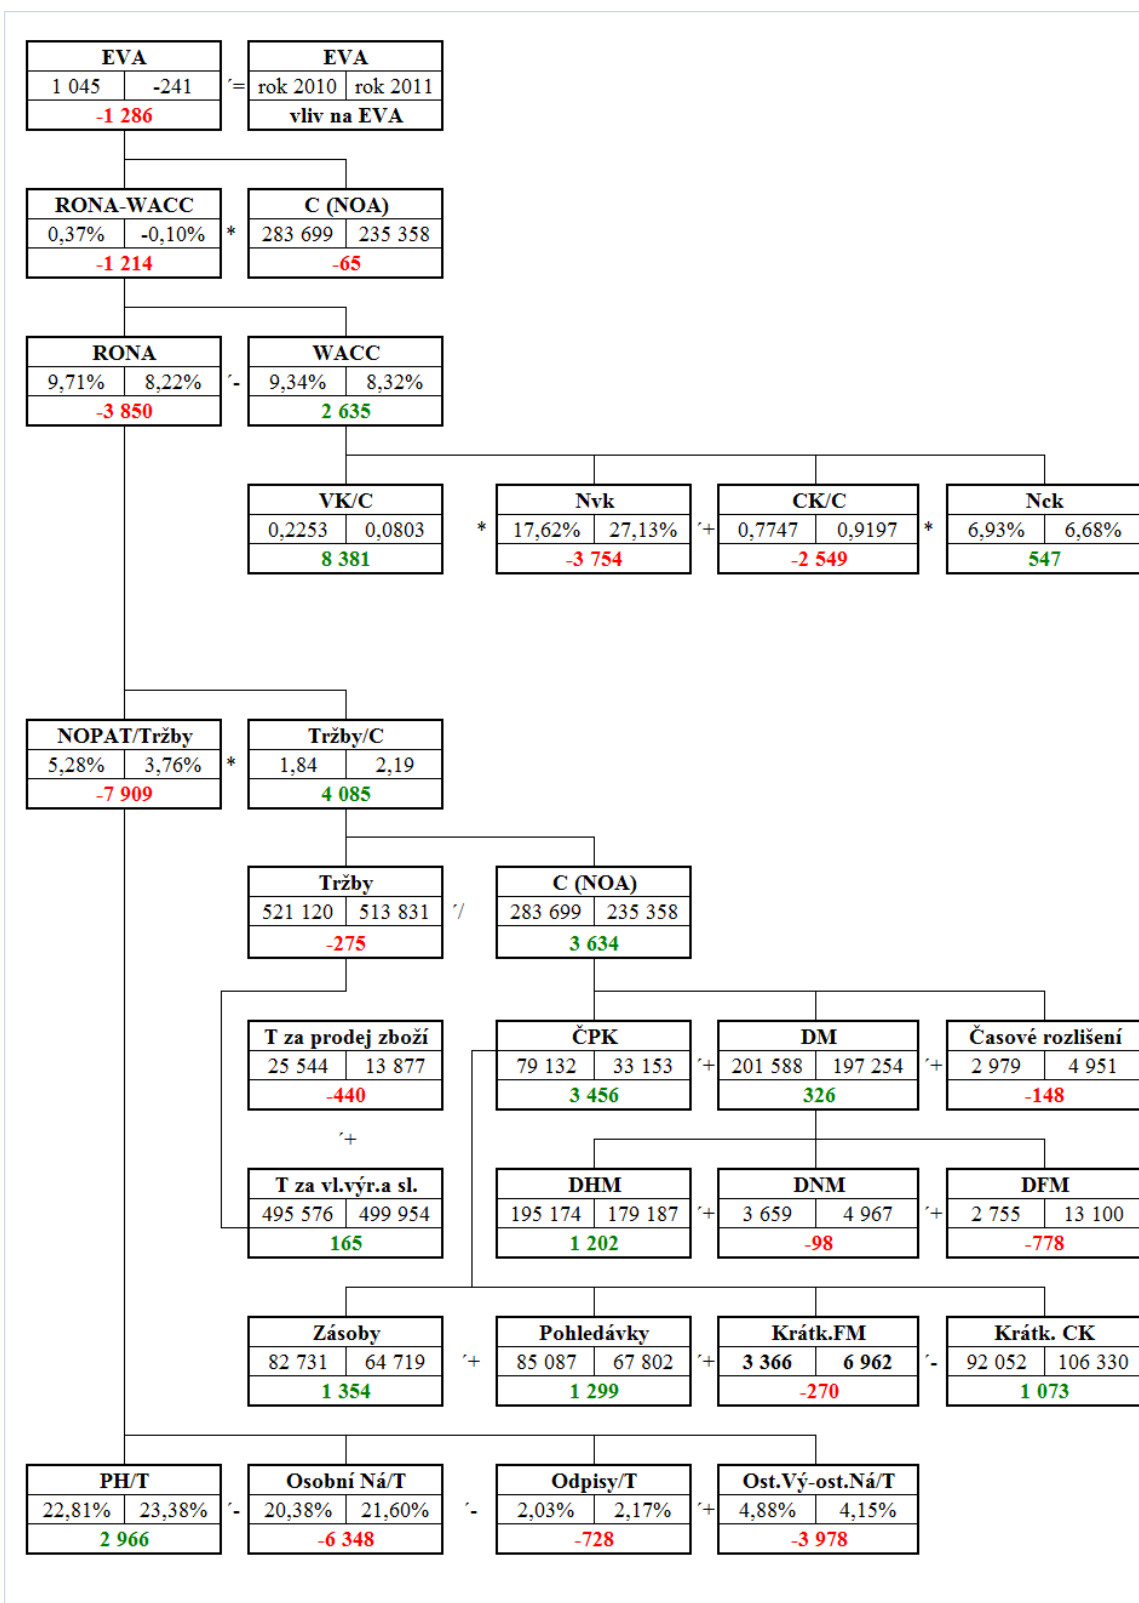 EVA EVA
1 045 -241 ´= rok 2010 rok 2011
-1 286 vliv na EVA
RONA-WACC C (NOA)
0,37% -0,10% * 283 699 235 358
-1 214 -65
RONA WACC
9,71% 8,22% ´- 9,34% 8,32%
-3 850 2 635
VK/C Nvk CK/C Nck
0,2253 0,0803 * 17,62% 27,13% ´+ 0,7747 0,9197 * 6,93% 6,68%
8 381 -3 754 -2 549 547
NOPAT/Tržby Tržby/C
5,28% 3,76% * 1,84 2,19
-7 909 4 085
Tržby C (NOA)
521 120 513 831 ´/ 283 699 235 358
-275 3 634
T za prodej zboží ČPK DM Časové rozlišení
25 544 13 877 79 132 33 153 ´+ 201 588 197 254 ´+ 2 979 4 951
-440 3 456 326 -148
´+
T za vl.výr.a sl. DHM DNM DFM
495 576 499 954 195 174 179 187 ´+ 3 659 4 967 ´+ 2 755 13 100
165 1 202 -98 -778
Zásoby Pohledávky Krátk.FM Krátk. CK
82 731 64 719 ´+ 85 087 67 802 ´+ 3 366 6 962 ´- 92 052 106 330
1 354 1 299 -270 1 073
PH/T Osobní Ná/T Odpisy/T Ost.Vý-ost.Ná/T
22,81% 23,38% ´- 20,38% 21,60% ´- 2,03% 2,17% ´+ 4,88% 4,15%
2 966 -6 348 -728 -3 978